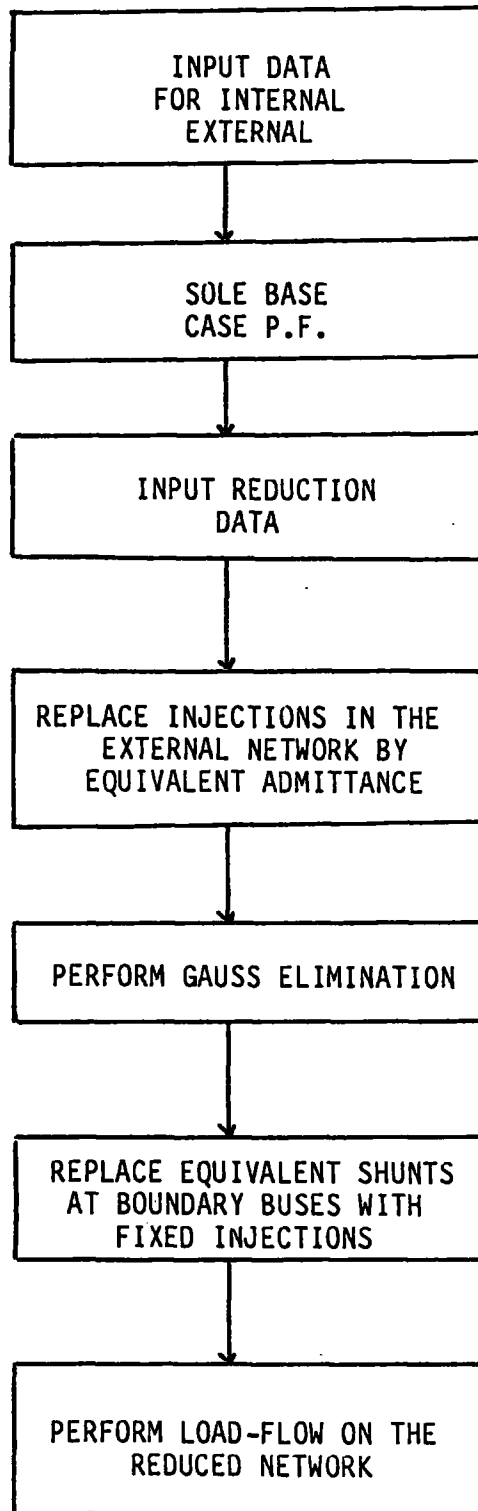 INPUT DATA
FOR INTERNAL
EXTERNAL
SOLE BASE
CASE P.F.
INPUT REDUCTION
DATA
REPLACE INJECTIONS IN THE
EXTERNAL NETWORK BY
EQUIVALENT ADMITTANCE
PERFORM GAUSS ELIMINATION
REPLACE EQUIVALENT SHUNTS
AT BOUNDARY BUSES WITH
FIXED INJECTIONS
PERFORM LOAD-FLOW ON THE
REDUCED NETWORK